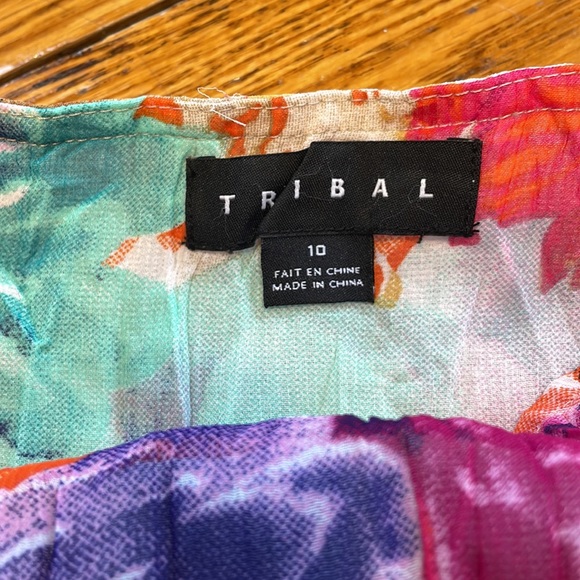 TRIBAL
10
FAIT EN CHINE
MADE IN CHINA